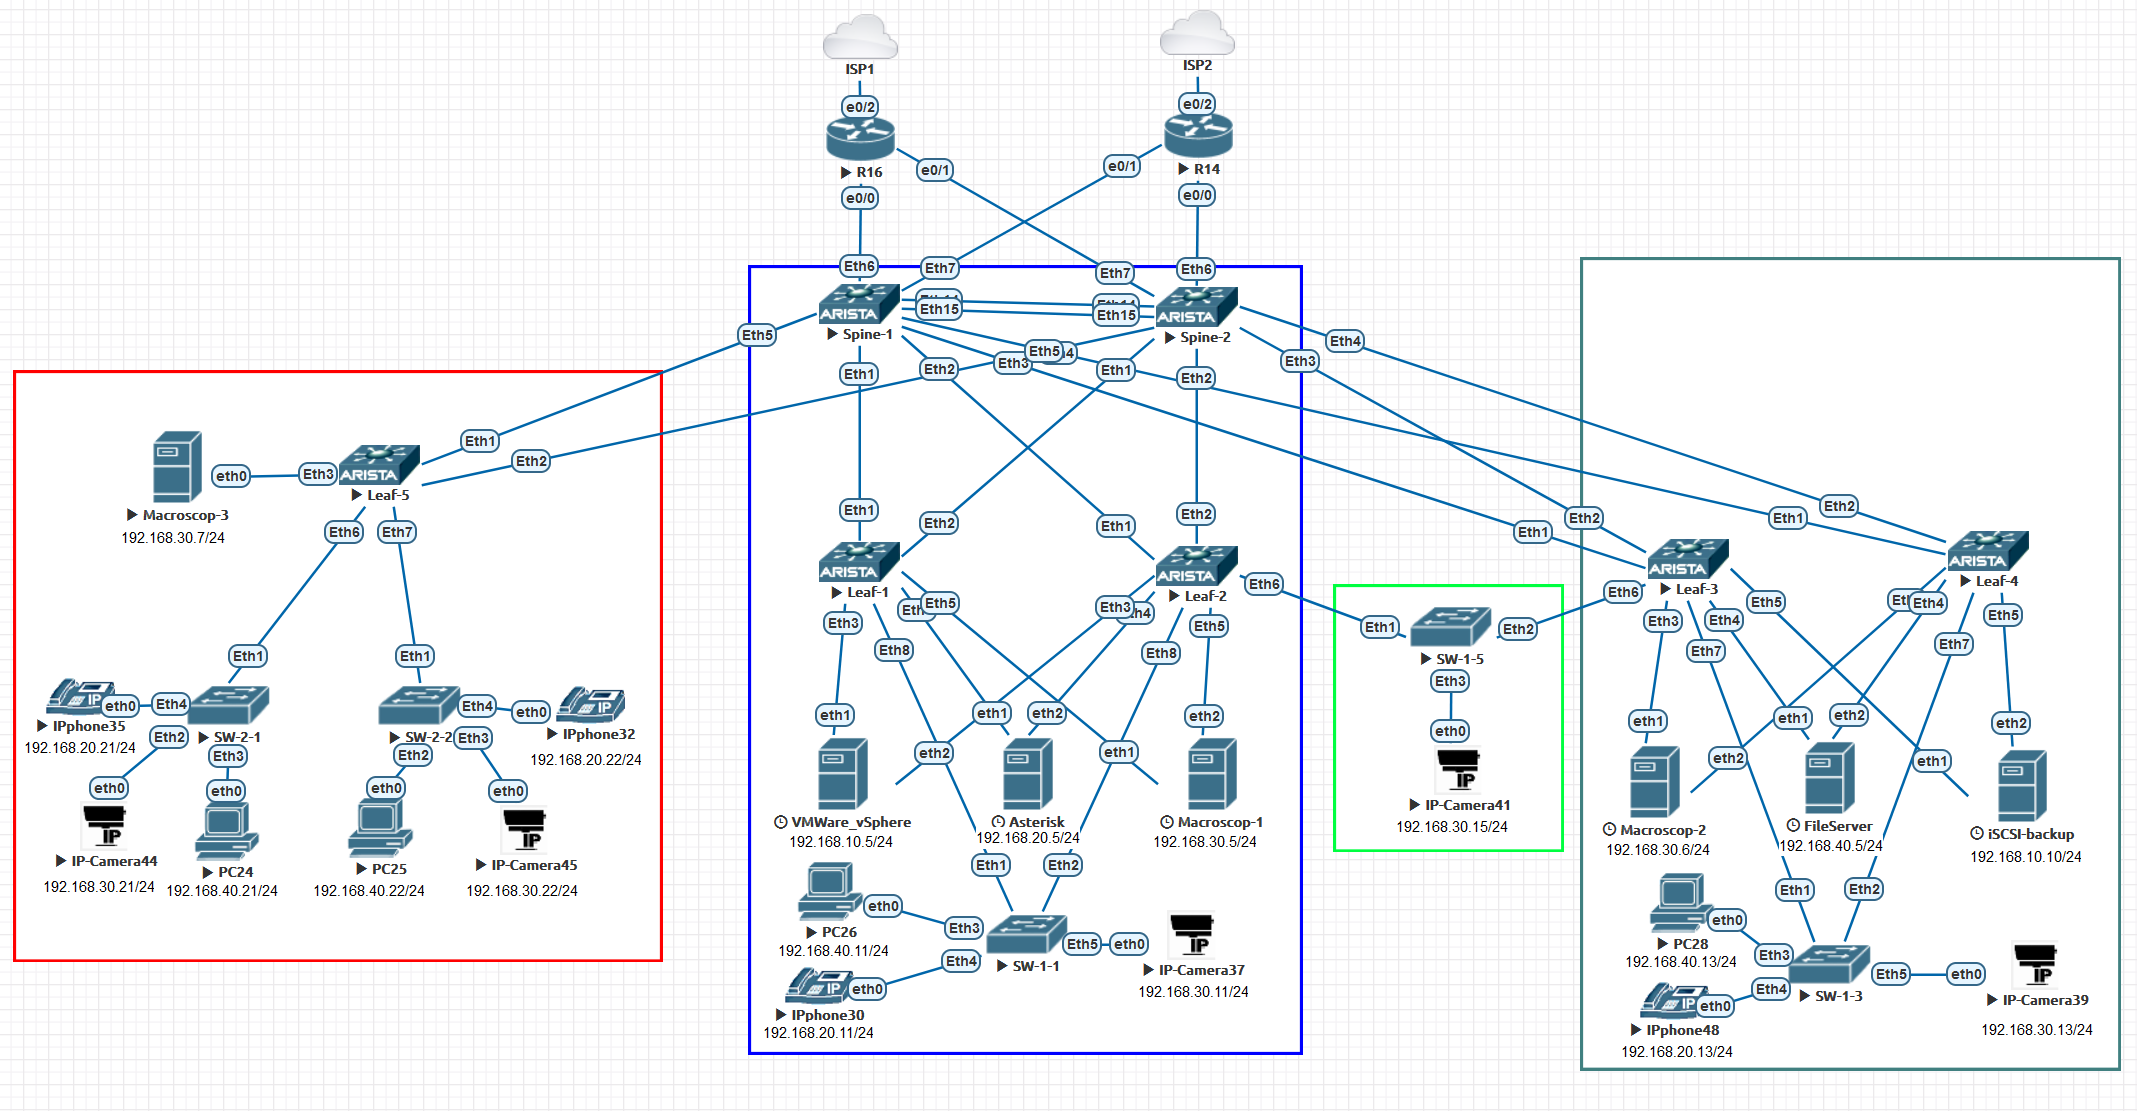 ISP1
ISP2
e0/2
e0/2
R16
R14
e0/1
e0/1
e0/0
e0/0
Eth6
Eth7
Eth7
Eth6
Eth15
Eth15
ARISTA
ARISTA
Spine-1
Spine-2
Eth5
Eth4
Eth5
Eth3
Eth3
Eth1
Eth2
Eth1
Eth2
Eth1
Eth2
eth0
Eth3
ARISTA
Leaf-5
Macroscop-3
192.168.30.7/24
Eth6
Eth7
Eth1
Eth2
Eth1
Eth2
Eth1
Eth2
Eth1
Eth2
ARISTA
ARISTA
ARISTA
ARISTA
Leaf-1
Leaf-2
Leaf-3
Leaf-4
Eth5
Eth3
Eth8
Eth3
Eth8
Eth5
Eth6
Eth1
Eth2
Eth6
SW-1-5
Eth3
eth0
IP
IP-Camera41
192.168.30.15/24
Eth3
Eth7
Eth4
Eth5
Eth4
Eth7
Eth5
Eth1
Eth1
IP
eth0
Eth4
IPphone35
192.168.20.21/24
SW-2-1
Eth2
Eth3
eth0
eth0
IP
IP-Camera44
192.168.30.21/24
PC24
192.168.40.21/24
SW-2-2
Eth4
eth0
IP
IPphone32
192.168.20.22/24
Eth2
Eth3
eth0
eth0
PC25
192.168.40.22/24
IP
IP-Camera45
192.168.30.22/24
eth1
eth2
eth1
eth2
eth1
eth2
VMWare_vSphere
192.168.10.5/24
Asterisk
192.168.20.5/24
Macroscop-1
192.168.30.5/24
Eth1
Eth2
eth0
Eth3
PC26
192.168.40.11/24
SW-1-1
Eth5
eth0
IP
IP-Camera37
192.168.30.11/24
Eth4
eth0
IP
IPphone30
192.168.20.11/24
eth1
eth2
eth1
eth2
eth1
eth2
Macroscop-2
192.168.30.6/24
FileServer
192.168.40.5/24
iSCSI-backup
192.168.10.10/24
Eth1
Eth2
eth0
Eth3
PC28
192.168.40.13/24
SW-1-3
Eth5
eth0
IP
IP-Camera39
192.168.30.13/24
Eth4
eth0
IP
IPphone48
192.168.20.13/24